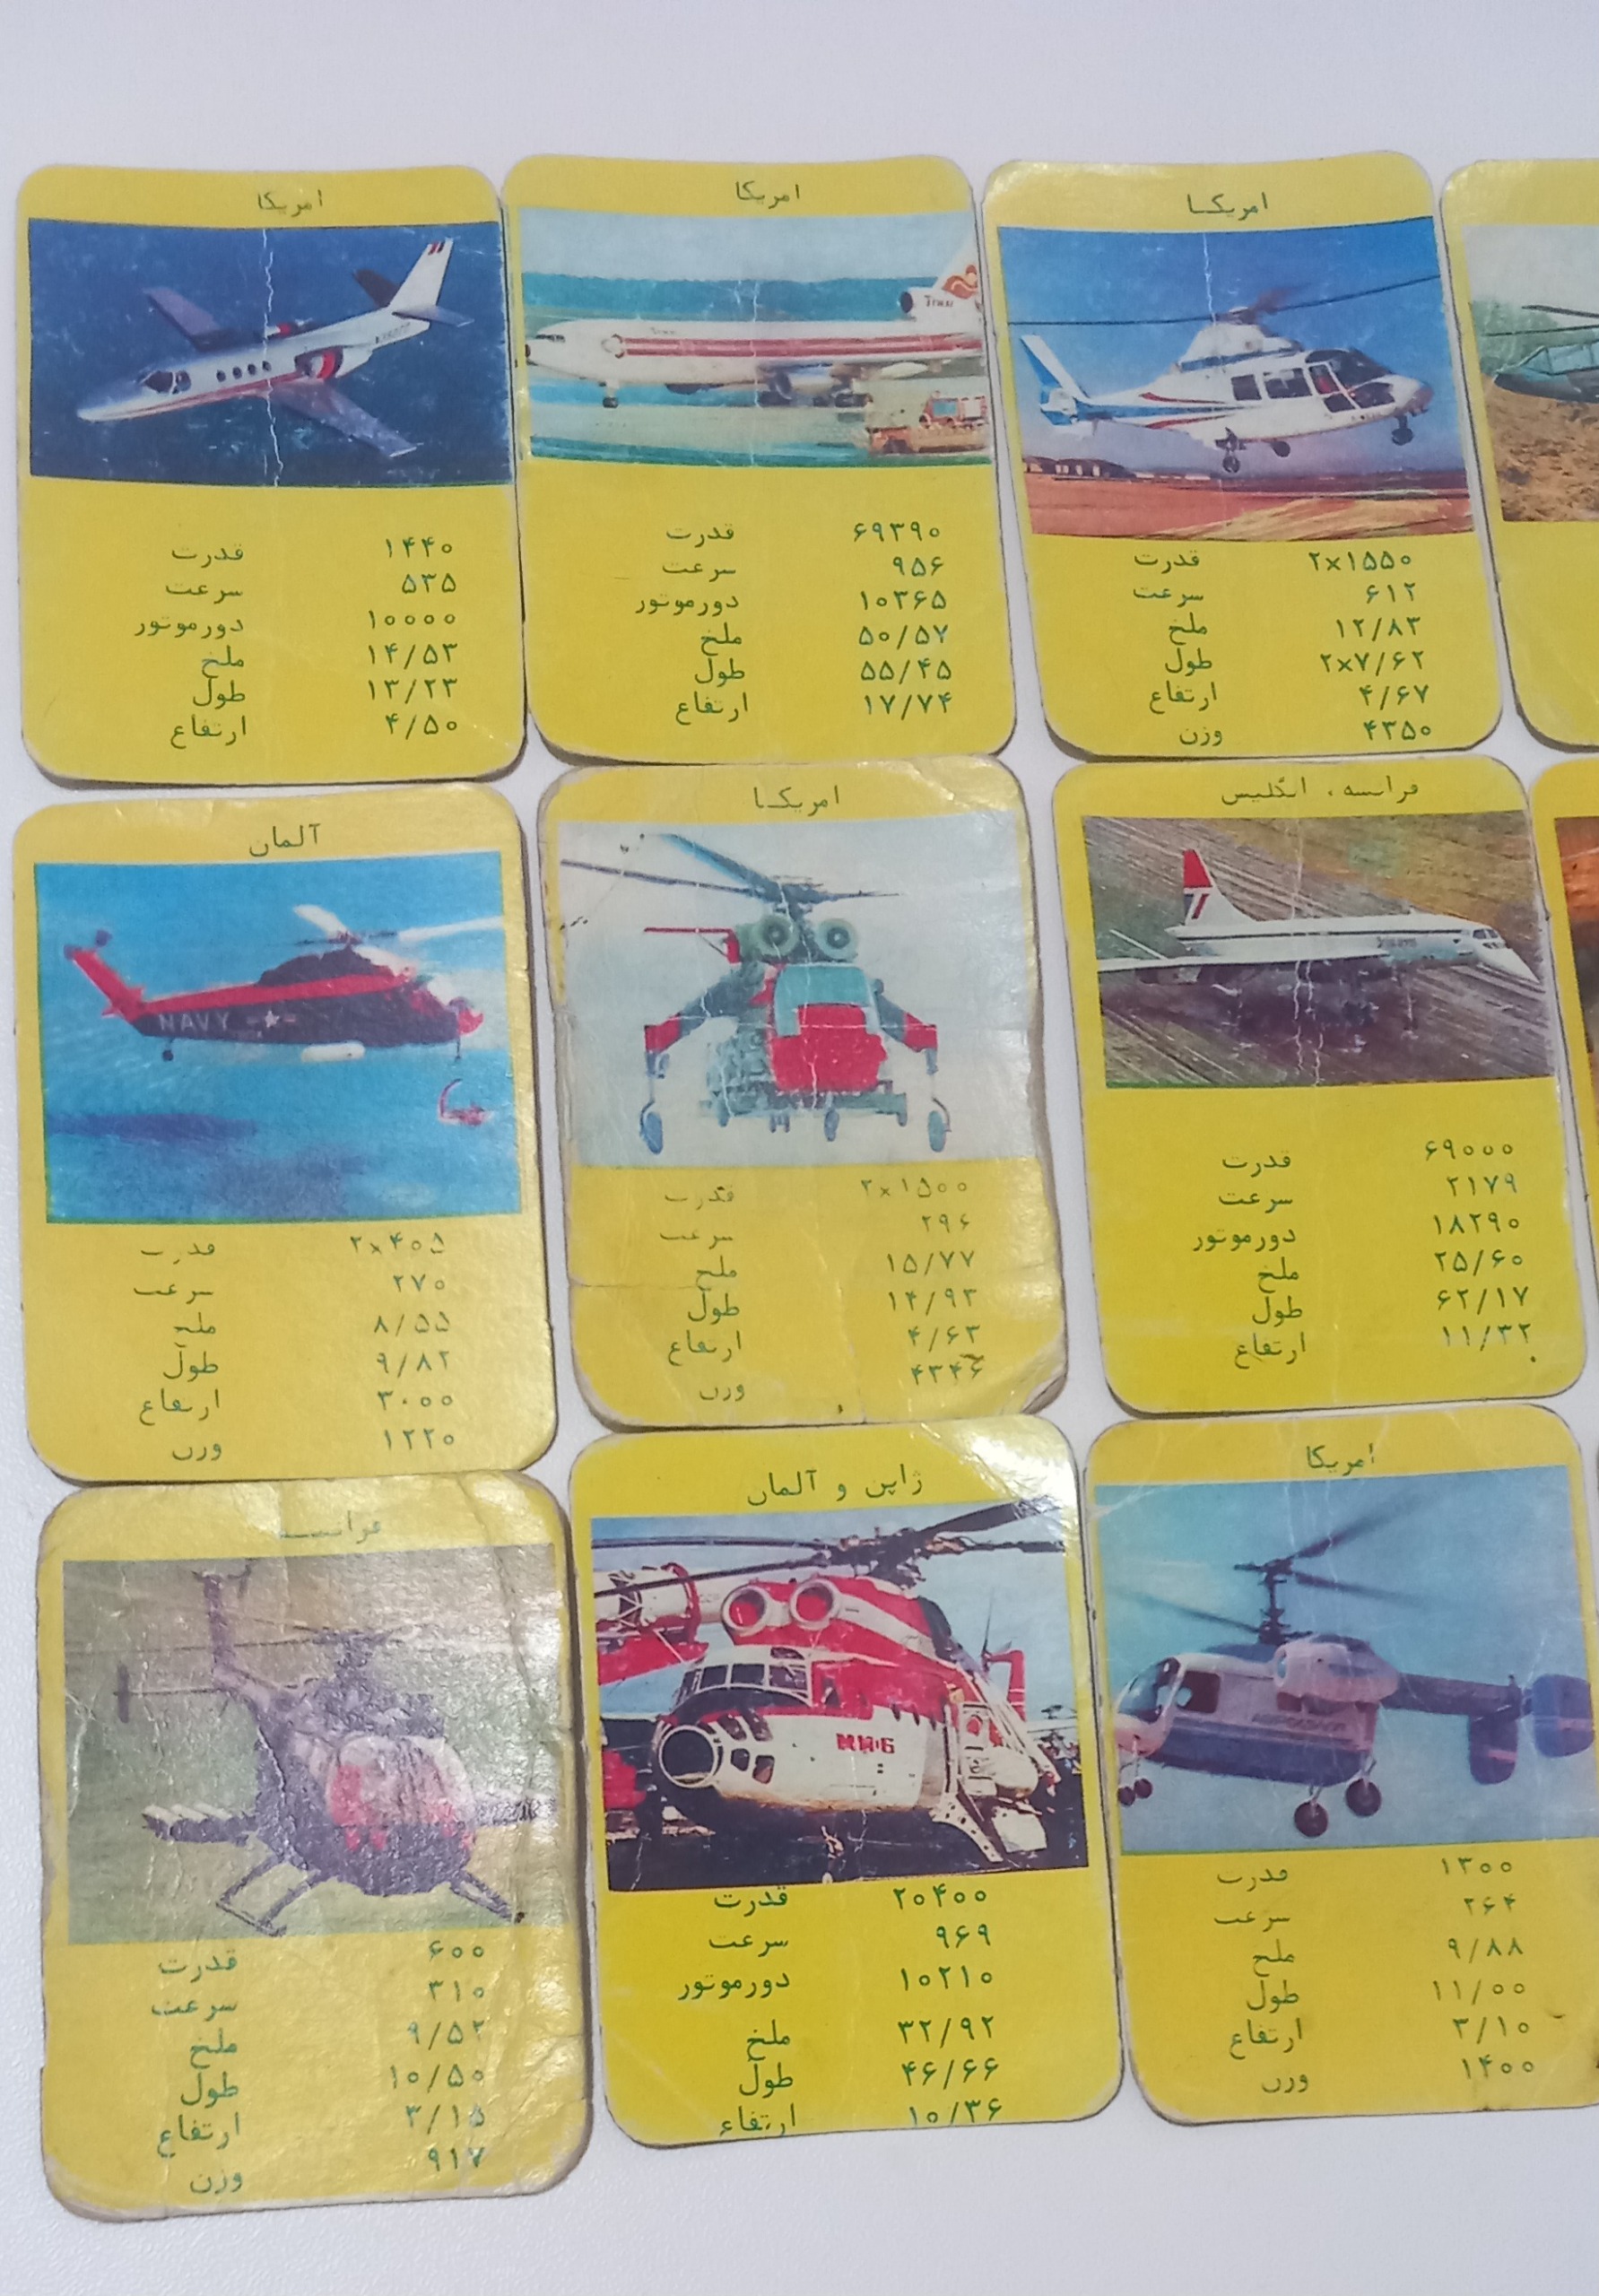 امریکا
قدرت ۱۴۴۰
سرعت ۵۳۵
دورموتور ۱۰۰۰۰
ملخ ۱۴/۵۳
طول ۱۳/۲۳
ارتفاع ۴/۵۰
امریکا
قدرت ۶۹۳۹۰
سرعت ۹۵۶
دورموتور ۱۰۳۶۵
ملخ ۵۰/۵۷
طول ۵۵/۴۵
ارتفاع ۱۷/۷۴
امریکا
قدرت ۲x۱۵۵۰
سرعت ۶۱۲
ملخ ۱۲/۸۳
طول ۲x۷/۶۲
ارتفاع ۴/۶۷
وزن ۴۳۵۰
آلمان
NAVY
قدرت ۲x۴۰۵
سرعت ۲۷۰
ملخ ۸/۵۵
طول ۹/۸۲
ارتفاع ۳۰۰۰
وزن ۱۲۲۰
امریکا
قدرت ۲x۱۵۰۰
سرعت ۲۹۶
ملخ ۱۵/۷۷
طول ۱۴/۹۳
ارتفاع ۴/۶۳
وزن ۴۳۴۶
فرانسه، انگلیس
قدرت ۶۹۰۰۰
سرعت ۲۱۷۹
دورموتور ۱۸۲۹۰
ملخ ۲۵/۶۰
طول ۶۲/۱۷
ارتفاع ۱۱/۳۲
فرانسه
قدرت ۶۰۰
سرعت ۳۱۰
ملخ ۹/۵۲
طول ۱۰/۵۰
ارتفاع ۳/۱۵
وزن ۹۱۷
ژاپن و آلمان
МИ-6
قدرت ۲۰۴۰۰
سرعت ۹۶۹
دورموتور ۱۰۲۱۰
ملخ ۳۲/۹۲
طول ۴۶/۶۶
ارتفاع ۱۰/۳۶
امریکا
قدرت ۱۳۰۰
سرعت ۲۶۴
ملخ ۹/۸۸
طول ۱۱/۰۰
ارتفاع ۳/۱۰
وزن ۱۴۰۰